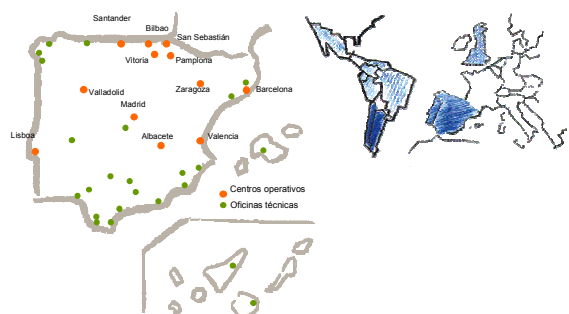 Santander
Bilbao
San Sebastián
Vitoria
Pamplona
Valladolid
Zaragoza
Barcelona
Madrid
Lisboa
Albacete
Valencia
Centros operativos
Oficinas técnicas